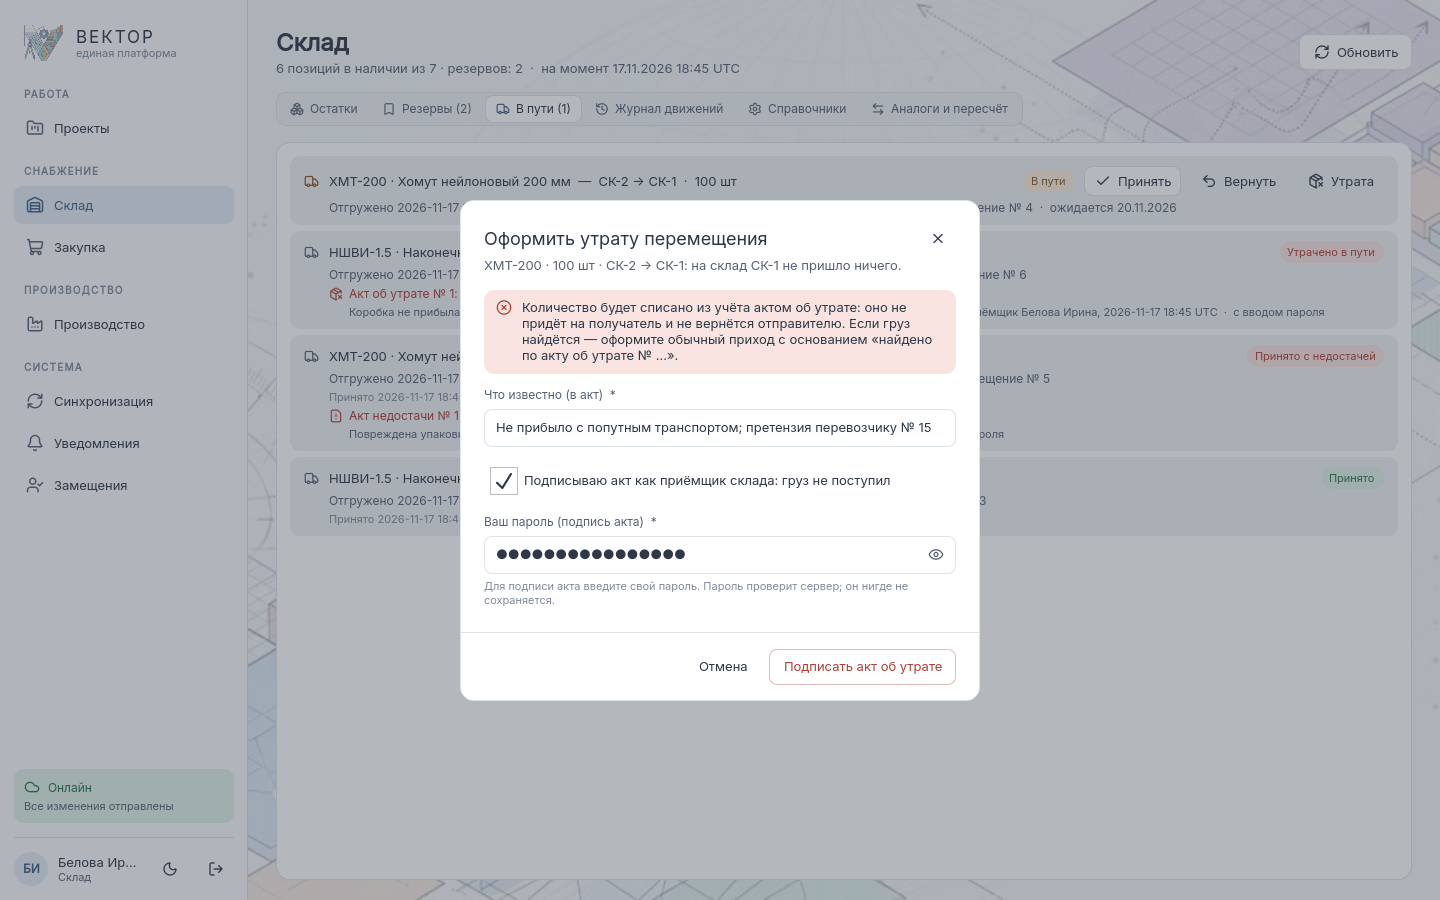 ВЕКТОР
единая платформа
РАБОТА
Проекты
СНАБЖЕНИЕ
Склад
Закупка
ПРОИЗВОДСТВО
Производство
СИСТЕМА
Синхронизация
Уведомления
Замещения
Онлайн
Все изменения отправлены
БИ
Белова Ир...
Склад
Склад
6 позиций в наличии из 7 · резервов: 2 · на момент 17.11.2026 18:45 UTC
Обновить
Остатки
Резервы (2)
В пути (1)
Журнал движений
Справочники
Аналоги и пересчёт
ХМТ-200 · Хомут нейлоновый 200 мм — СК-2 → СК-1 · 100 шт
В пути
Принять
Вернуть
Утрата
Отгружено 2026-11-17
№ 4 · ожидается 20.11.2026
НШВИ-1.5 ·
Утрачено в пути
Отгружено 2026-11-17
№ 6
Акт об утрате № 1:
Коробка не прибыла
Белова Ирина, 2026-11-17 18:45 UTC · с вводом пароля
ХМТ-200 · Хомут
Принято с недостачей
Отгружено 2026-11-17
№ 5
Принято 2026-11-17 18:4
Акт недостачи № 1
Повреждена
НШВИ-1.5 ·
Принято
Отгружено 2026-11-17
3
Принято 2026-11-17 18:4
Оформить утрату перемещения
ХМТ-200 · 100 шт · СК-2 → СК-1: на склад СК-1 не пришло ничего.
Количество будет списано из учёта актом об утрате: оно не
придёт на получатель и не вернётся отправителю. Если груз
найдётся — оформите обычный приход с основанием «найдено
по акту об утрате № ...».
Что известно (в акт) *
Не прибыло с попутным транспортом; претензия перевозчику № 15
Подписываю акт как приёмщик склада: груз не поступил
Ваш пароль (подпись акта) *
Для подписи акта введите свой пароль. Пароль проверит сервер; он нигде не
сохраняется.
Отмена
Подписать акт об утрате